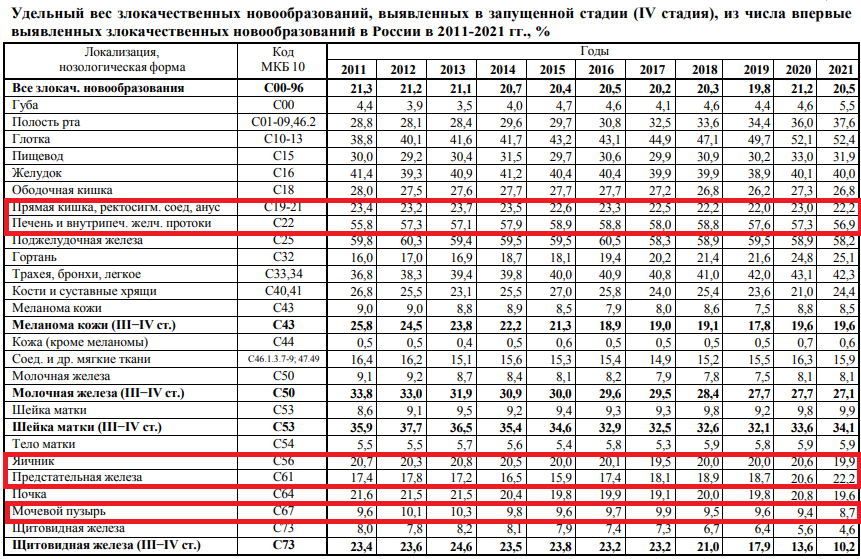 Удельный вес злокачественных новообразований, выявленных в запущенной стадии (IV стадия), из числа впервые
выявленных злокачественных новообразований в России в 2011-2021 гг., %
Локализация, нозологическая форма Код МКБ 10 Годы
2011 2012 2013 2014 2015 2016 2017 2018 2019 2020 2021
Все злокач. новообразования C00-96 21,3 21,2 21,1 20,7 20,4 20,5 20,2 20,3 19,8 21,2 20,5
Губа C00 4,4 3,9 3,5 4,0 4,7 4,6 4,1 4,6 4,4 4,6 5,5
Полость рта C01-09,46.2 28,8 28,1 28,4 29,6 29,7 30,8 32,5 33,6 34,4 36,0 37,6
Глотка C10-13 38,8 40,1 41,6 41,7 43,2 43,1 44,9 47,1 49,7 52,1 52,4
Пищевод C15 30,0 29,2 30,4 31,5 29,7 30,6 29,9 30,9 30,2 33,0 31,9
Желудок C16 41,4 39,3 40,9 41,2 40,4 40,4 39,9 39,9 38,9 40,1 40,0
Ободочная кишка C18 28,0 27,5 27,6 27,7 27,7 27,7 27,7 26,8 26,2 27,3 26,8
Прямая кишка, ректосигм. соед, анус C19-21 23,4 23,2 23,7 23,5 22,6 23,3 22,5 22,2 22,0 23,0 22,2
Печень и внутрипеч. желч. протоки C22 55,8 57,3 57,1 57,9 58,9 58,8 58,0 58,8 57,6 57,3 56,9
Поджелудочная железа C25 59,8 60,3 59,4 59,5 59,5 60,5 58,3 58,9 59,5 58,9 58,2
Гортань C32 16,0 17,0 16,9 18,7 18,1 19,4 20,2 21,4 21,6 24,8 25,1
Трахея, бронхи, легкое C33,34 36,8 38,3 39,4 39,8 40,0 40,9 40,8 41,0 42,0 43,1 42,3
Кости и суставные хрящи C40,41 26,8 25,5 23,1 25,5 27,0 25,8 24,0 25,4 23,6 21,0 24,4
Меланома кожи C43 9,0 9,0 8,8 8,9 8,5 7,9 8,0 8,6 7,5 8,8 8,5
Меланома кожи (III−IV ст.) C43 25,8 24,5 23,8 22,2 21,3 18,9 19,0 19,1 17,8 19,6 19,6
Кожа (кроме меланомы) C44 0,5 0,5 0,4 0,5 0,6 0,5 0,5 0,5 0,5 0,7 0,6
Соед. и др. мягкие ткани C46.1.3.7-9; 47.49 16,4 16,2 15,1 15,6 15,3 15,4 14,9 15,2 15,5 16,3 15,9
Молочная железа C50 9,1 9,2 8,7 8,4 8,1 8,2 7,9 7,8 7,5 8,1 8,1
Молочная железа (III−IV ст.) C50 33,8 33,0 31,9 30,9 30,0 29,6 29,5 28,4 27,7 27,7 27,1
Шейка матки C53 8,6 9,1 9,5 9,2 9,4 9,3 9,3 9,8 9,2 9,8 9,9
Шейка матки (III−IV ст.) C53 35,9 37,7 36,5 35,4 34,6 32,9 32,5 32,6 32,1 33,6 34,1
Тело матки C54 5,5 5,5 5,7 5,6 5,4 5,8 5,3 5,9 5,8 5,9 5,9
Яичник C56 20,7 20,3 20,8 20,5 20,0 20,1 19,5 20,0 20,0 20,6 19,9
Предстательная железа C61 17,4 17,8 17,2 16,5 15,9 17,4 18,1 18,9 18,7 20,6 22,2
Почка C64 21,6 21,5 21,5 20,4 19,8 19,9 19,1 20,0 19,8 20,8 19,6
Мочевой пузырь C67 9,6 10,1 10,3 9,8 9,6 9,7 9,9 9,5 9,6 9,4 8,7
Щитовидная железа C73 8,0 7,8 8,2 8,1 7,9 7,4 7,3 6,7 6,4 5,6 4,6
Щитовидная железа (III−IV ст.) C73 23,4 23,6 24,6 23,5 23,8 23,2 23,2 21,0 17,9 13,6 10,2